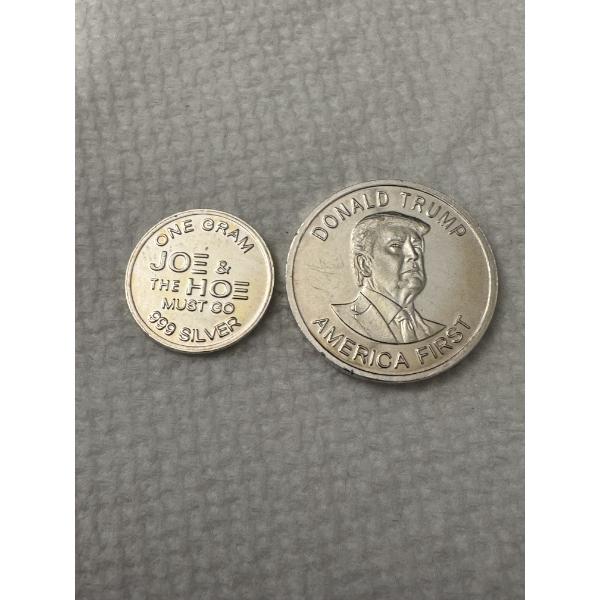 ONE GRAM
JOE &
THE HOE
MUST GO
999 SILVER
DONALD TRUMP
AMERICA FIRST